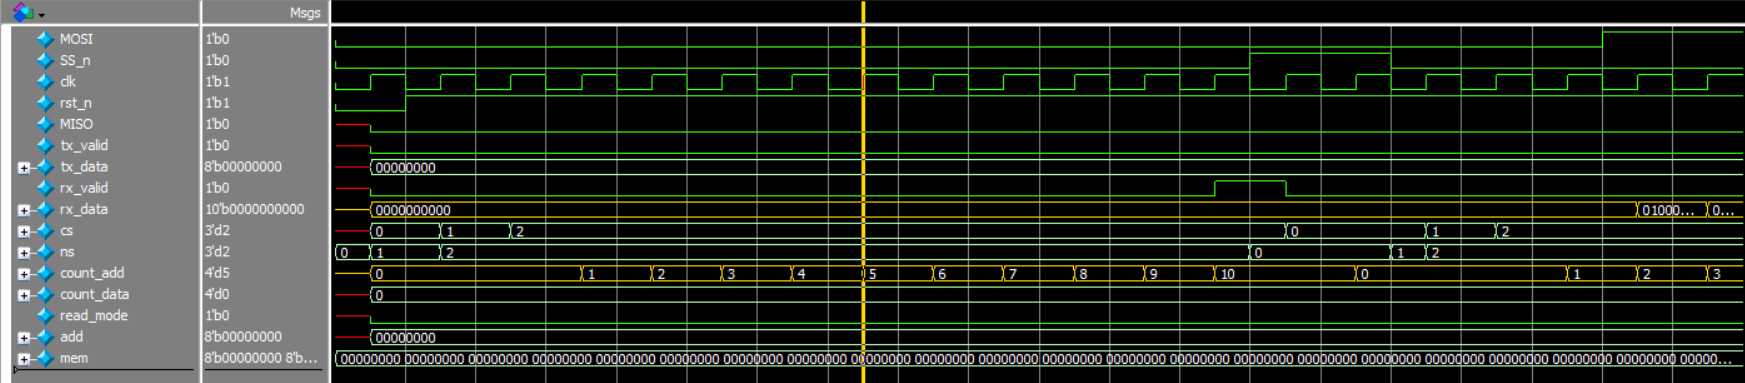 Msgs
MOSI 1'b0
SS_n 1'b0
clk 1'b1
rst_n 1'b1
MISO 1'b0
tx_valid 1'b0
tx_data 8'b00000000 00000000
rx_valid 1'b0
rx_data 10'b0000000000 0000000000 01000... 0...
cs 3'd2 0 1 2 0 1 2
ns 3'd2 0 1 2 0 1 2
count_add 4'd5 0 1 2 3 4 5 6 7 8 9 10 0 1 2 3
count_data 4'd0 0
read_mode 1'b0
add 8'b00000000 00000000
mem 8'b00000000 8'b... 00000000 00000000 00000000 00000000 00000000 00000000 00000000 00000000 00000000 00000000 00000000 00000000 00000000 00000000 00000000 00000000 00000000 00000000 00000000 00000000 00000000 00000...